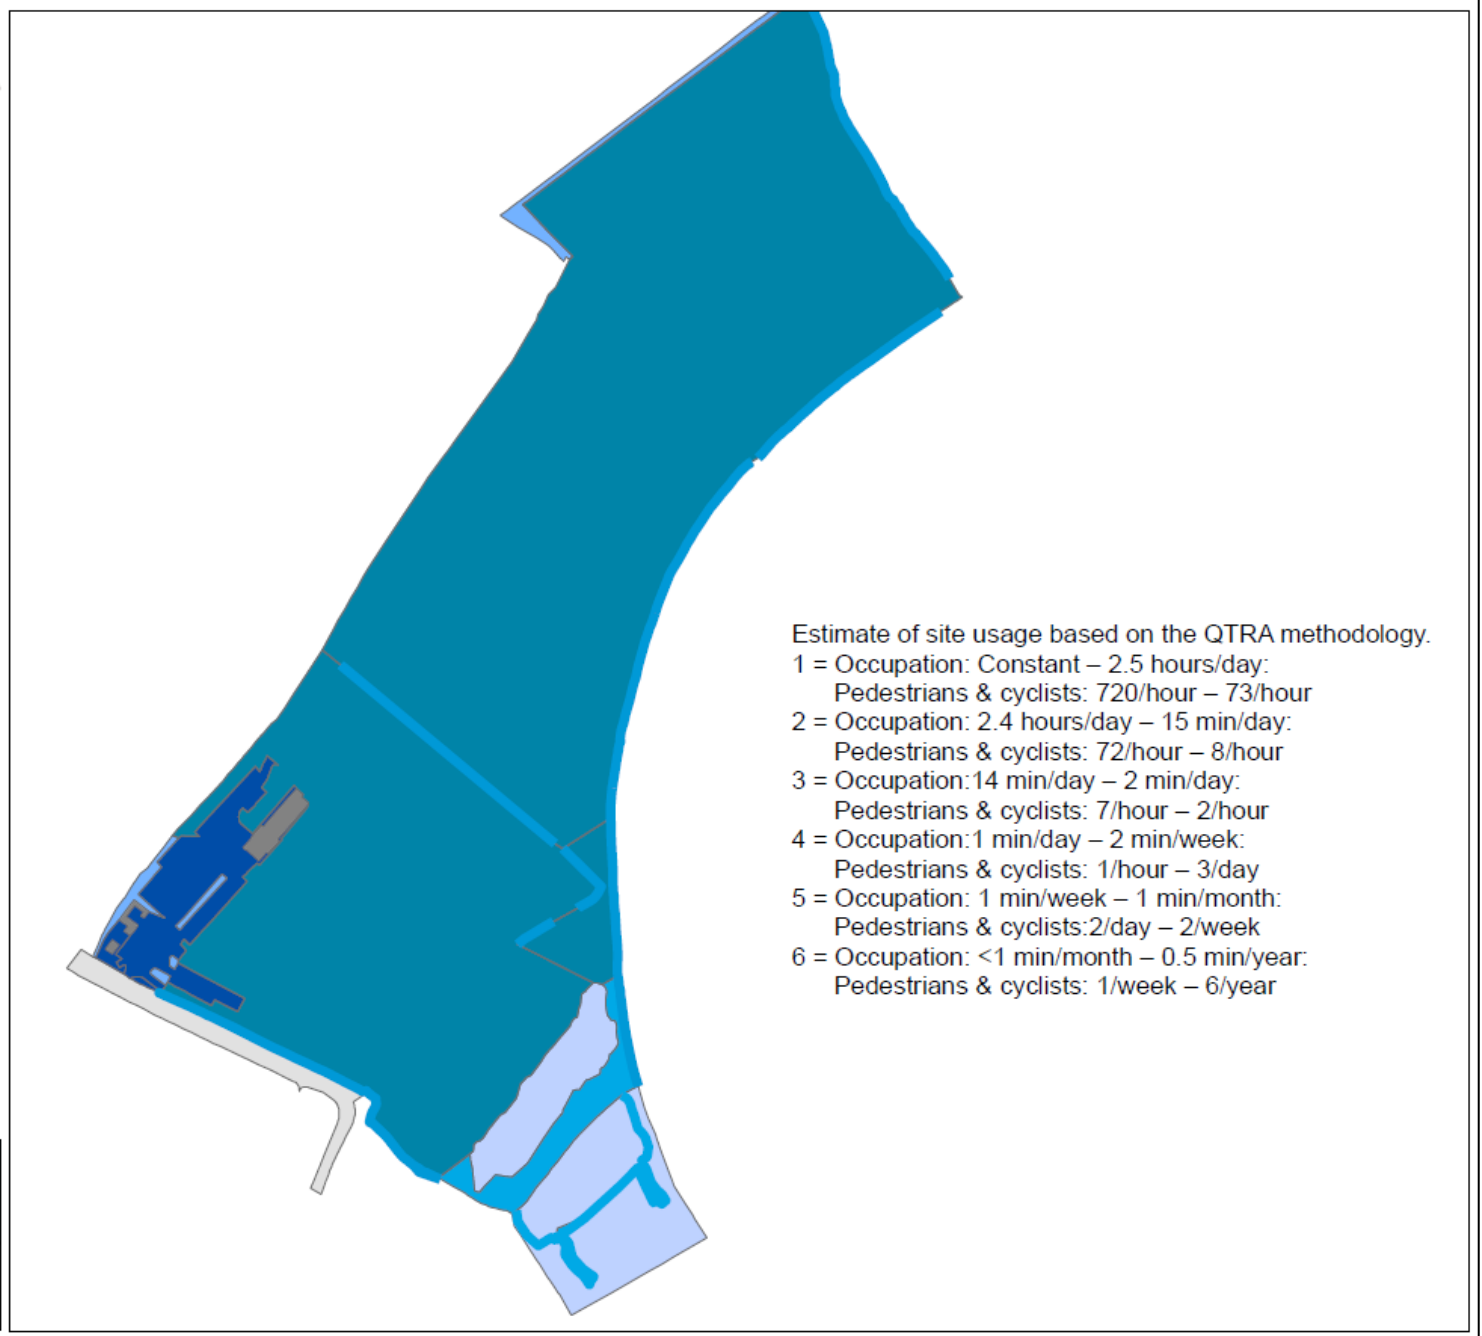 Estimate of site usage based on the QTRA methodology.
1 = Occupation: Constant – 2.5 hours/day:
Pedestrians & cyclists: 720/hour – 73/hour
2 = Occupation: 2.4 hours/day – 15 min/day:
Pedestrians & cyclists: 72/hour – 8/hour
3 = Occupation:14 min/day – 2 min/day:
Pedestrians & cyclists: 7/hour – 2/hour
4 = Occupation:1 min/day – 2 min/week:
Pedestrians & cyclists: 1/hour – 3/day
5 = Occupation: 1 min/week – 1 min/month:
Pedestrians & cyclists:2/day – 2/week
6 = Occupation: <1 min/month – 0.5 min/year:
Pedestrians & cyclists: 1/week – 6/year